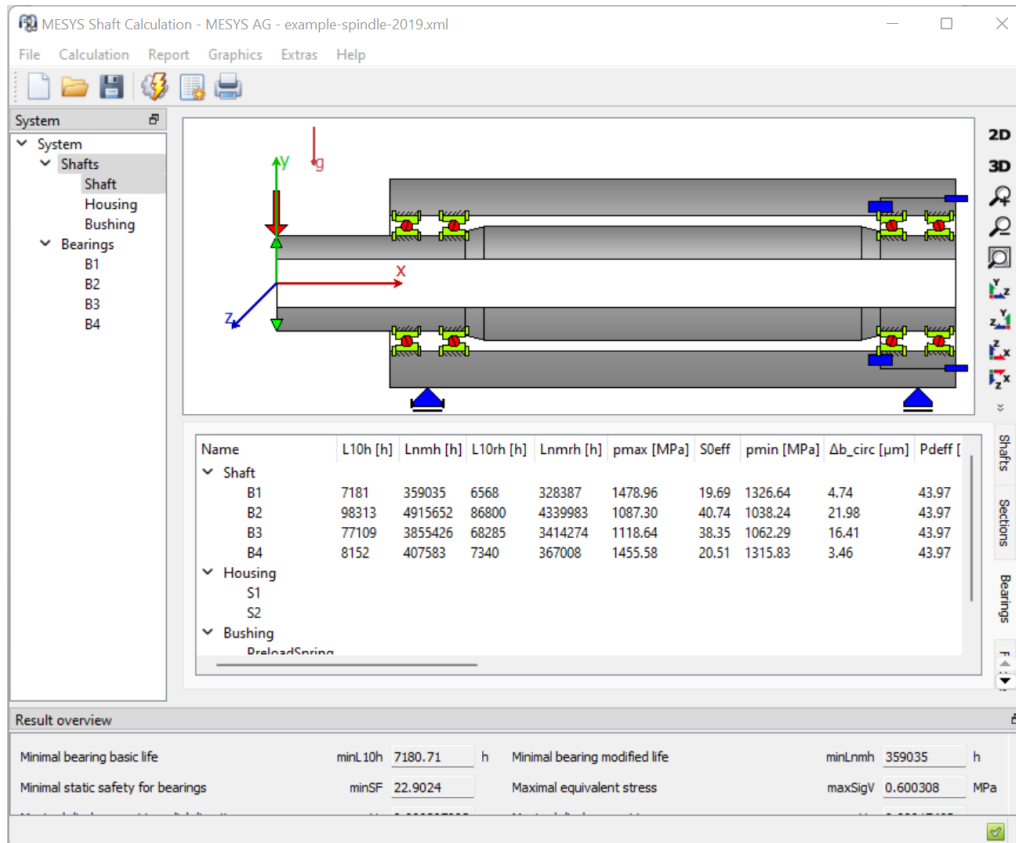 MESYS Shaft Calculation - MESYS AG - example-spindle-2019.xml
File Calculation Report Graphics Extras Help
System
System
Shafts
Shaft
Housing
Bushing
Bearings
B1
B2
B3
B4
y
g
x
z
2D
3D
Y Z
Z Y
Z X
Z X
Name L10h [h] Lnmh [h] L10rh [h] Lnmrh [h] pmax [MPa] S0eff pmin [MPa] Δb_circ [µm] Pdeff [
Shaft
B1 7181 359035 6568 328387 1478.96 19.69 1326.64 4.74 43.97
B2 98313 4915652 86800 4339983 1087.30 40.74 1038.24 21.98 43.97
B3 77109 3855426 68285 3414274 1118.64 38.35 1062.29 16.41 43.97
B4 8152 407583 7340 367008 1455.58 20.51 1315.83 3.46 43.97
Housing
S1
S2
Bushing
PreloadSpring
Shafts
Sections
Bearings
Result overview
Minimal bearing basic life minL10h 7180.71 h Minimal bearing modified life minLnmh 359035 h
Minimal static safety for bearings minSF 22.9024 Maximal equivalent stress maxSigV 0.600308 MPa